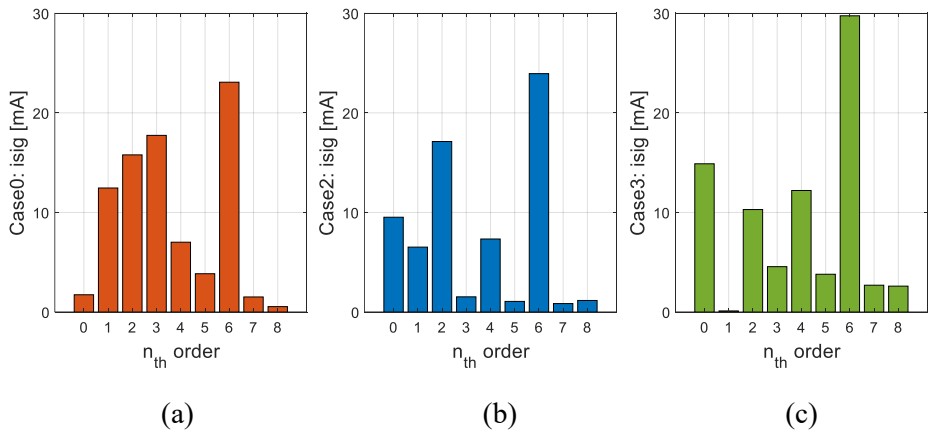 Case0: isig [mA]
30
20
10
0
0 1 2 3 4 5 6 7 8
n_th order
(a)
Case2: isig [mA]
30
20
10
0
0 1 2 3 4 5 6 7 8
n_th order
(b)
Case3: isig [mA]
30
20
10
0
0 1 2 3 4 5 6 7 8
n_th order
(c)